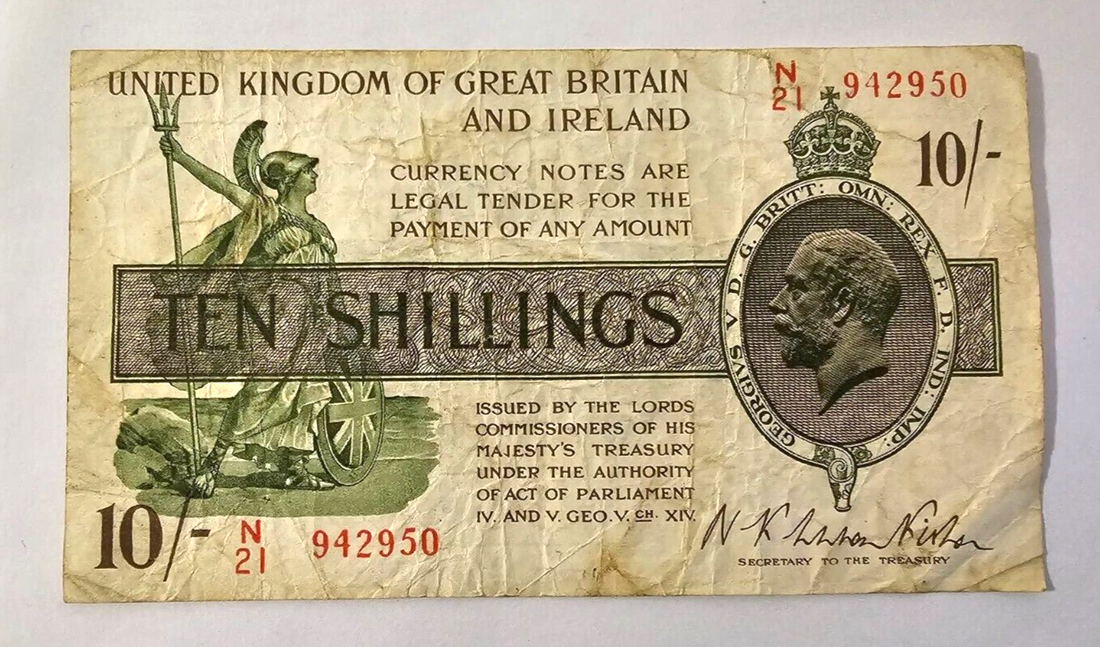 UNITED KINGDOM OF GREAT BRITAIN
AND IRELAND
N
21
942950
10/-
CURRENCY NOTES ARE
LEGAL TENDER FOR THE
PAYMENT OF ANY AMOUNT
TEN SHILLINGS
GEORGIVS V D. G. BRITT: OMN: REX F. D. IND: IMP:
ISSUED BY THE LORDS
COMMISSIONERS OF HIS
MAJESTY'S TREASURY
UNDER THE AUTHORITY
OF ACT OF PARLIAMENT
IV. AND V. GEO. V. CH. XIV.
10/-
N
21
942950
SECRETARY TO THE TREASURY